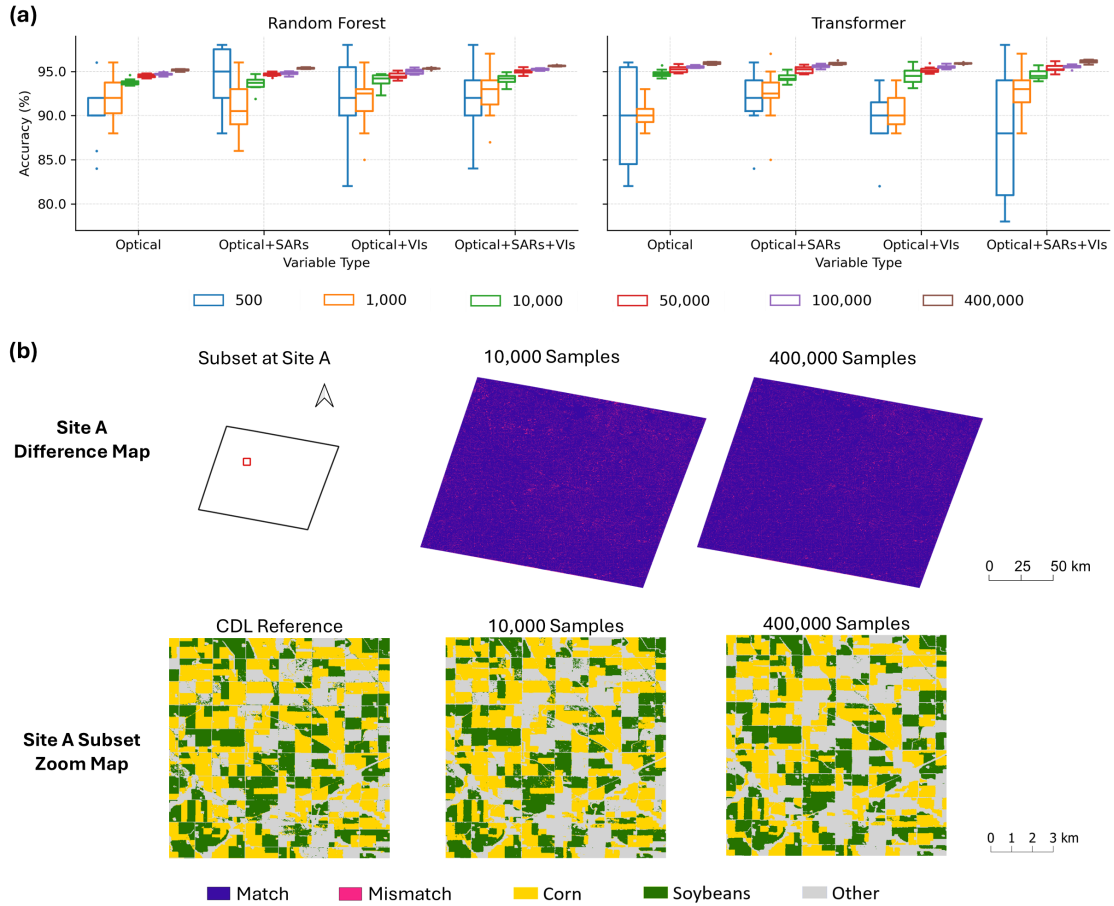 (a)
Random Forest
Transformer
Accuracy (%)
95.0
90.0
85.0
80.0
Optical
Optical+SARs
Optical+VIs
Optical+SARs+VIs
Optical
Optical+SARs
Optical+VIs
Optical+SARs+VIs
Variable Type
Variable Type
500
1,000
10,000
50,000
100,000
400,000
(b)
Subset at Site A
10,000 Samples
400,000 Samples
Site A
Difference Map
0 25 50 km
CDL Reference
10,000 Samples
400,000 Samples
Site A Subset
Zoom Map
0 1 2 3 km
Match
Mismatch
Corn
Soybeans
Other